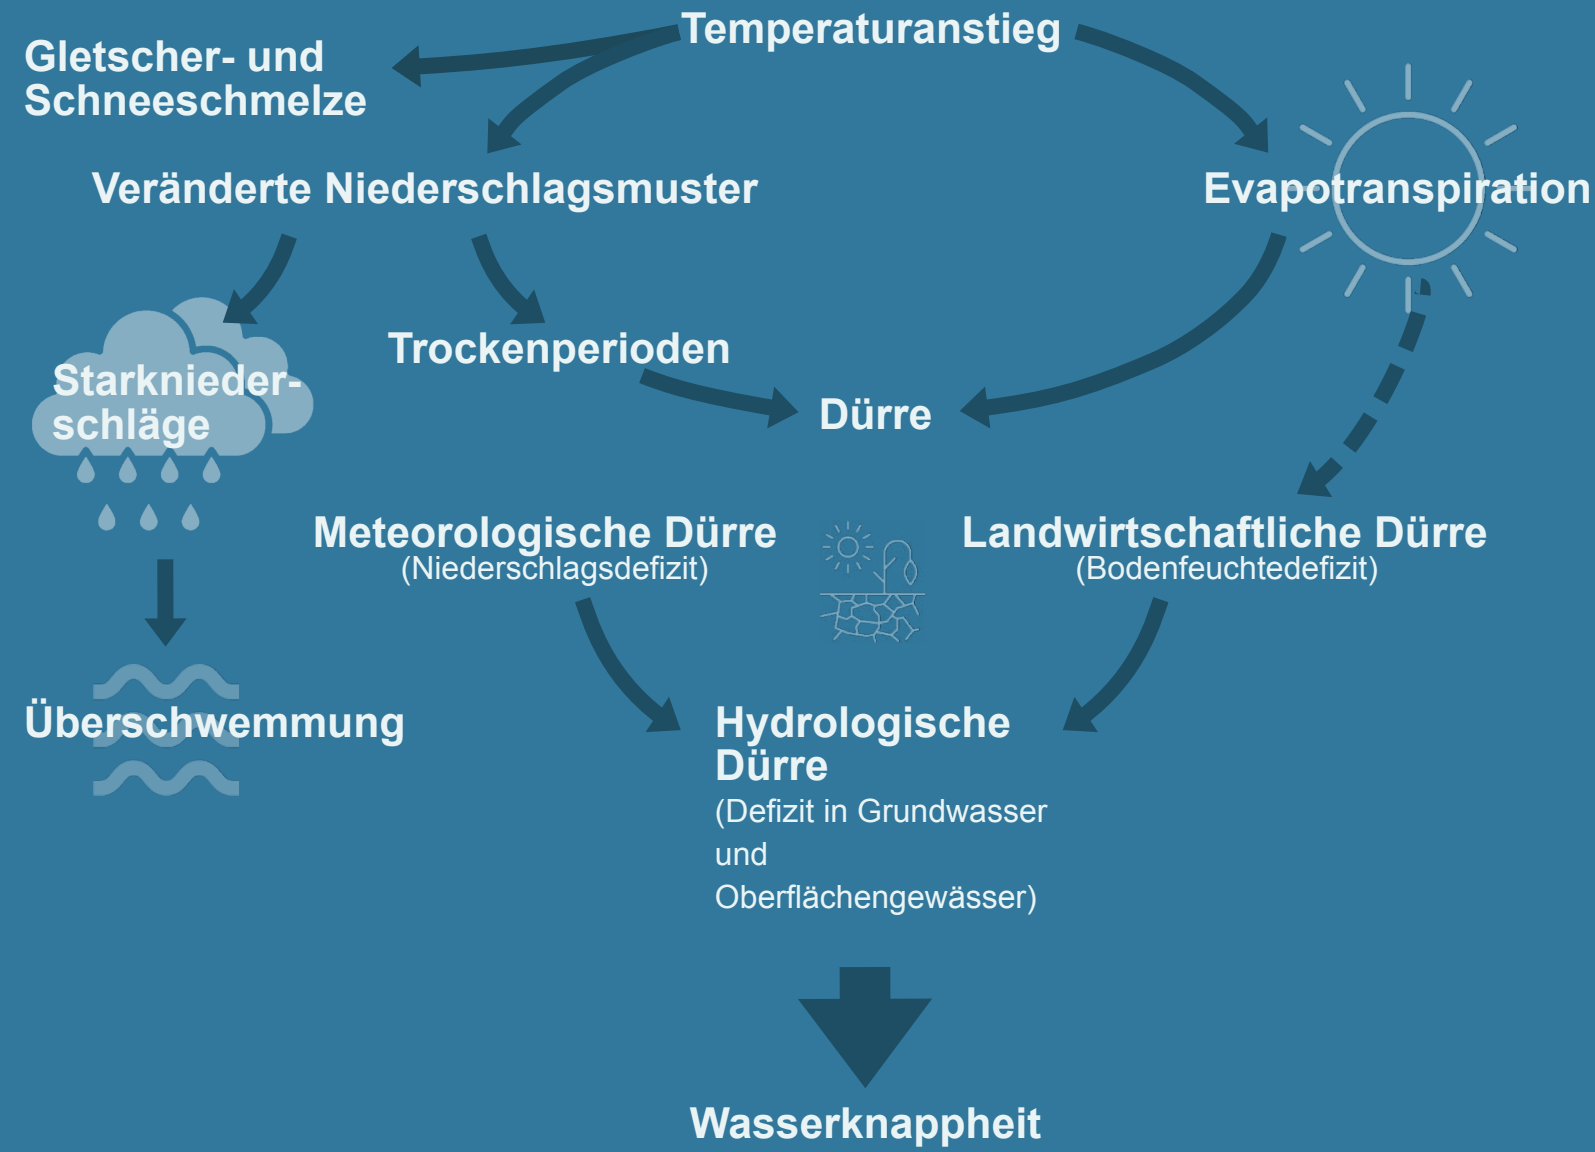 Temperaturanstieg
Gletscher- und
Schneeschmelze
Veränderte Niederschlagsmuster
Evapotranspiration
Trockenperioden
Starknieder-
schläge
Dürre
Meteorologische Dürre
(Niederschlagsdefizit)
Landwirtschaftliche Dürre
(Bodenfeuchtedefizit)
Überschwemmung
Hydrologische
Dürre
(Defizit in Grundwasser
und
Oberflächengewässer)
Wasserknappheit